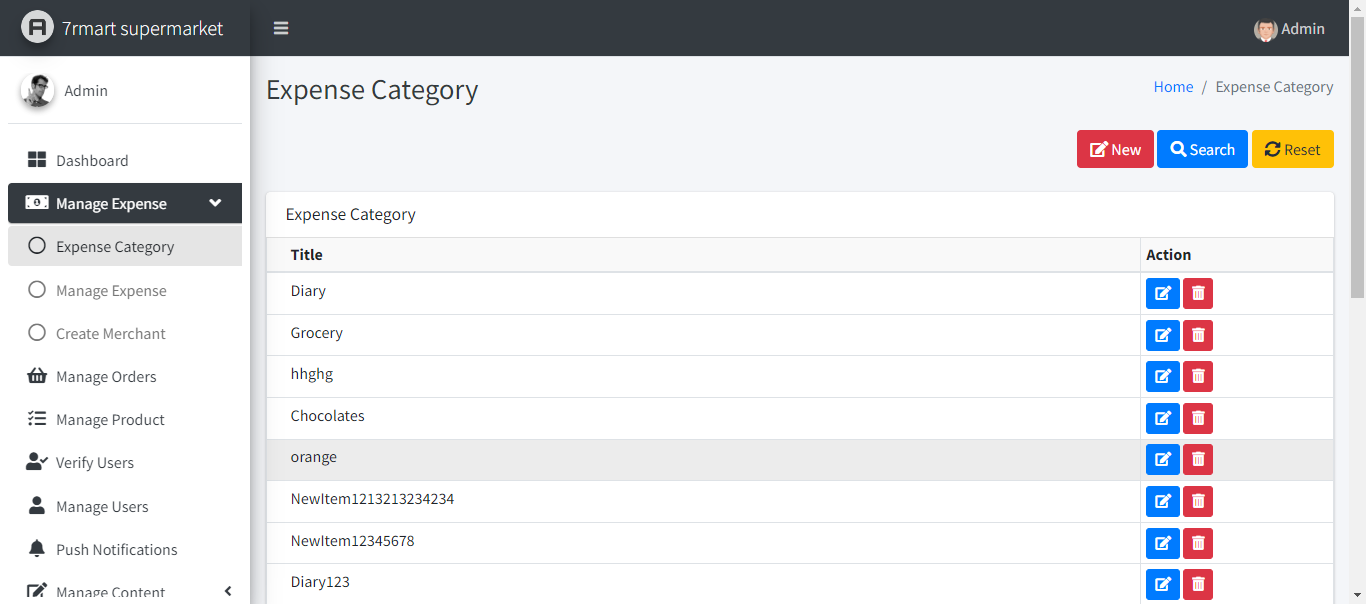 7rmart supermarket
Admin
Admin
Expense Category
Home / Expense Category
New Search Reset
Dashboard
Manage Expense
Expense Category
Manage Expense
Create Merchant
Manage Orders
Manage Product
Verify Users
Manage Users
Push Notifications
Manage Content
Expense Category
Title Action
Diary
Grocery
hhghg
Chocolates
orange
NewItem1213213234234
NewItem12345678
Diary123